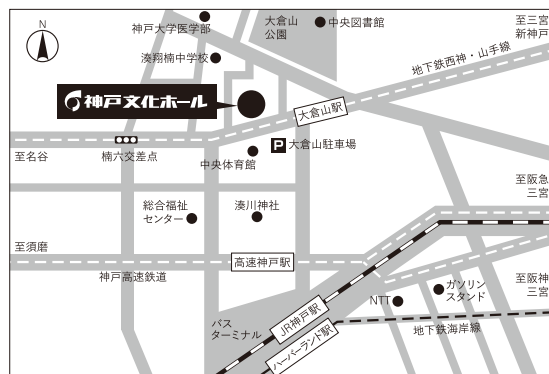 N
神戸大学医学部
大倉山
公園
中央図書館
至三宮
新神戸
湊翔楠中学校
地下鉄西神・山手線
神戸文化ホール
大倉山駅
至名谷
楠六交差点
中央体育館
P
大倉山駐車場
至阪急
三宮
総合福祉
センター
湊川神社
至須磨
高速神戸駅
神戸高速鉄道
至阪神
三宮
NTT
ガソリン
スタンド
バス
ターミナル
JR神戸駅
ハーバーランド駅
地下鉄海岸線